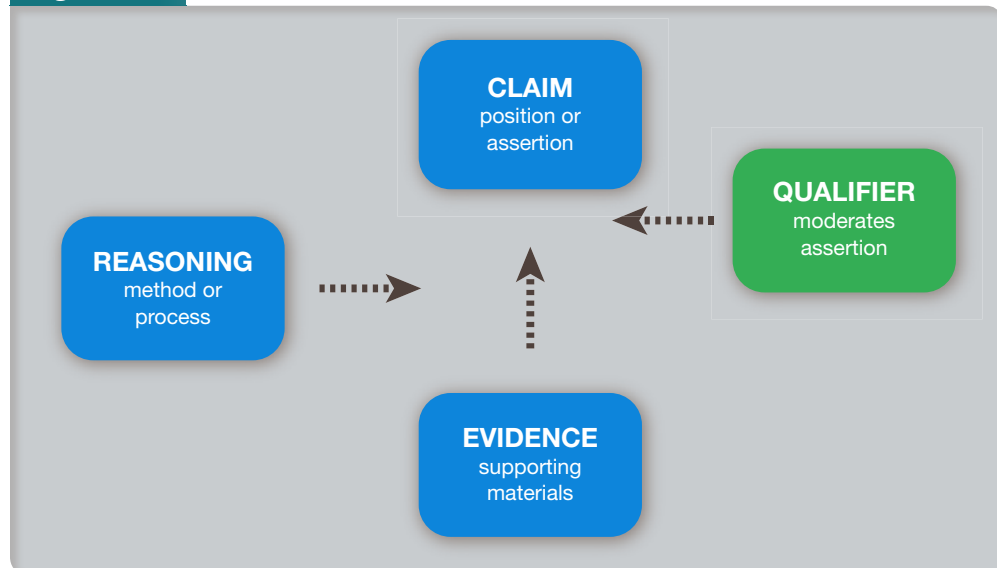 CLAIM
position or
assertion
QUALIFIER
moderates
assertion
REASONING
method or
process
EVIDENCE
supporting
materials